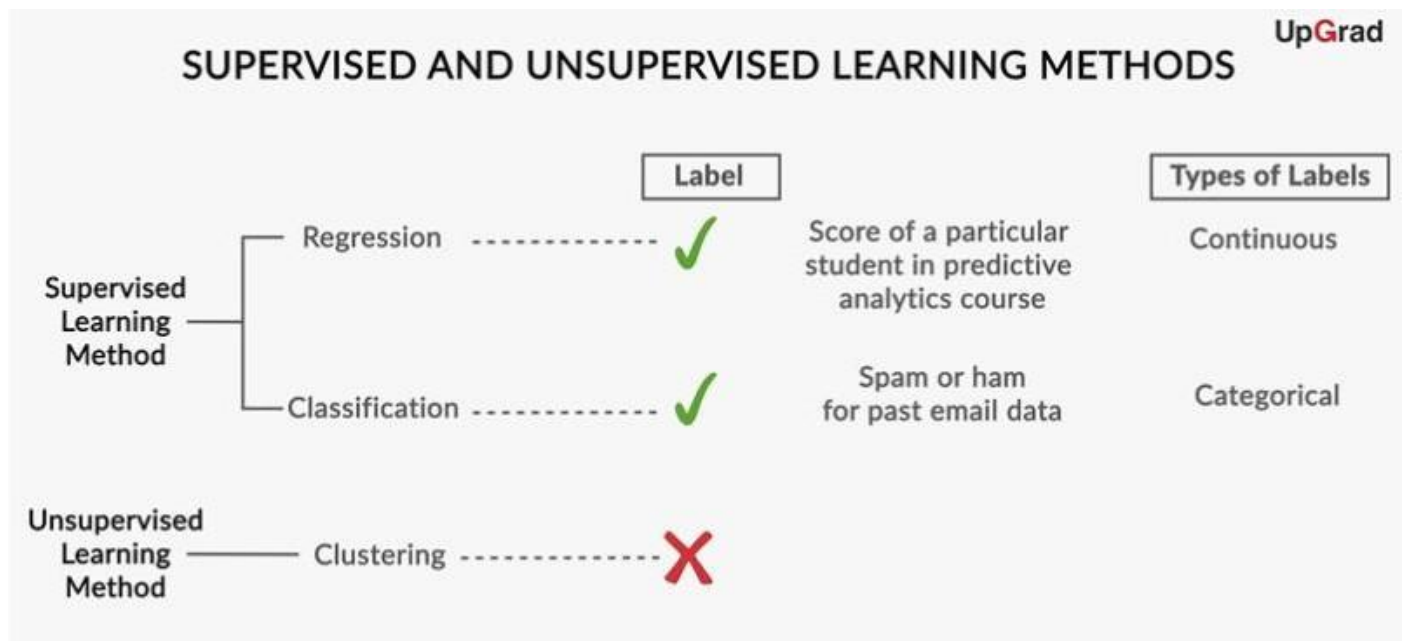 UpGrad
SUPERVISED AND UNSUPERVISED LEARNING METHODS
Label
Types of Labels
Supervised
Learning
Method
Regression
Score of a particular
student in predictive
analytics course
Continuous
Classification
Spam or ham
for past email data
Categorical
Unsupervised
Learning
Method
Clustering